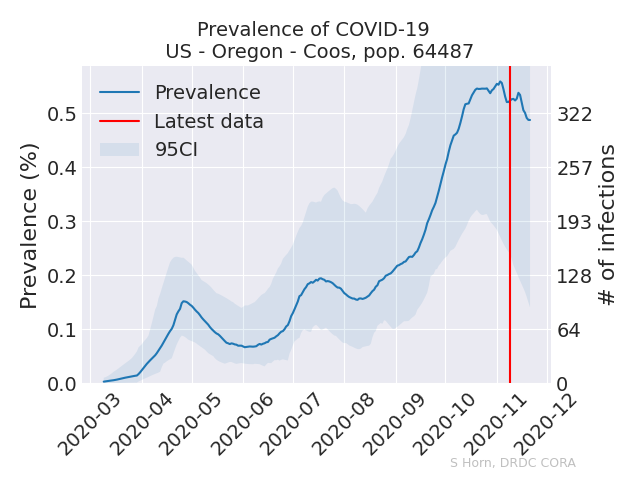 Prevalence of COVID-19
US - Oregon - Coos, pop. 64487
Prevalence
Latest data
95CI
Prevalence (%)
0.5
0.4
0.3
0.2
0.1
0.0
322
257
193
128
64
0
# of infections
2020-03
2020-04
2020-05
2020-06
2020-07
2020-08
2020-09
2020-10
2020-11
2020-12
S Horn, DRDC CORA